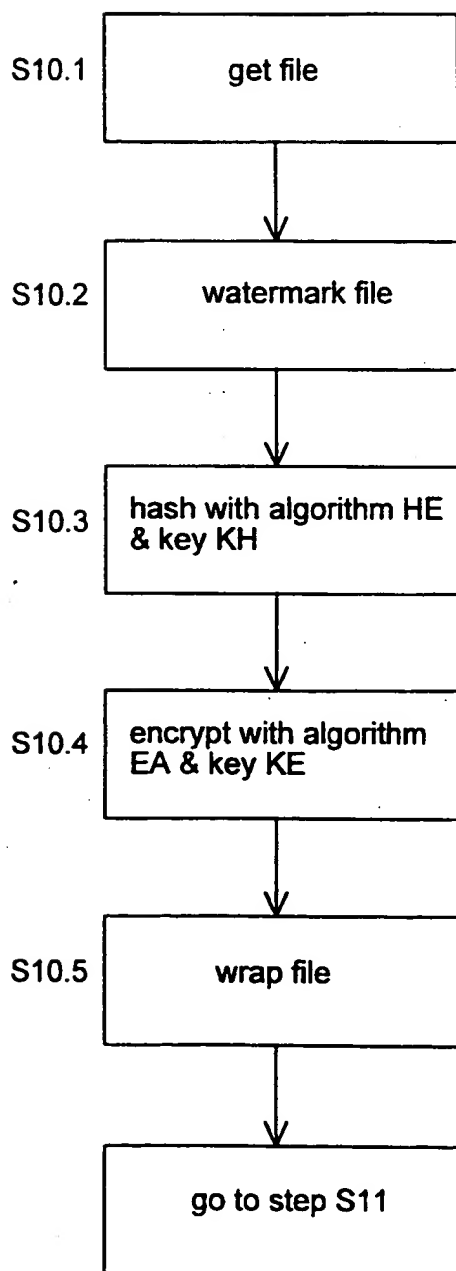 S10.1
get file
S10.2
watermark file
S10.3
hash with algorithm HE
& key KH
S10.4
encrypt with algorithm
EA & key KE
S10.5
wrap file
go to step S11